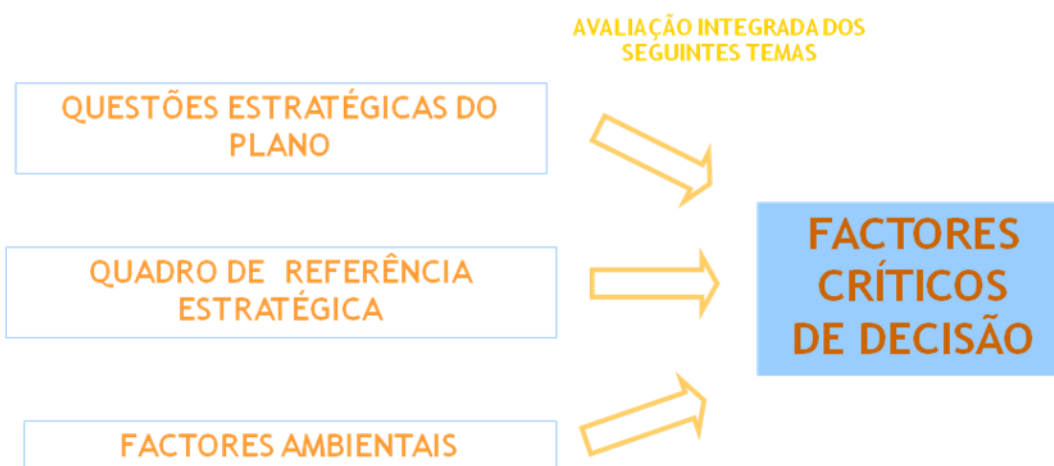 AVALIAÇÃO INTEGRADA DOS
SEGUINTES TEMAS
QUESTÕES ESTRATÉGICAS DO
PLANO
QUADRO DE REFERÊNCIA
ESTRATÉGICA
FACTORES AMBIENTAIS
FACTORES
CRÍTICOS
DE DECISÃO